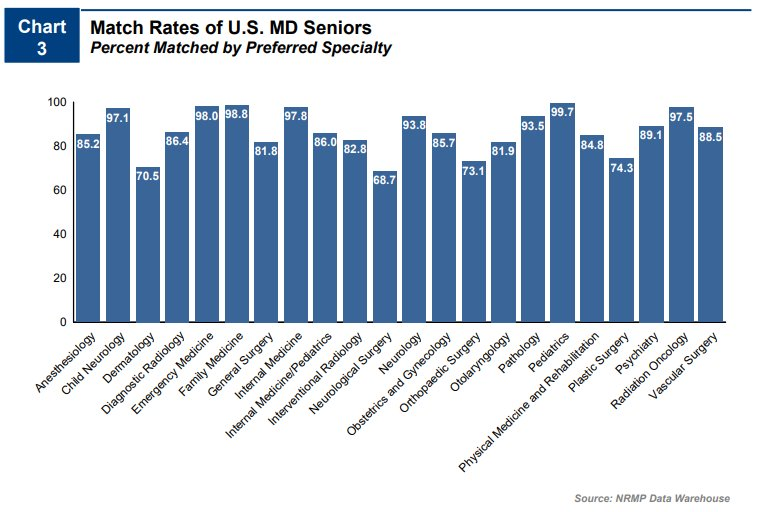 Chart
3
Match Rates of U.S. MD Seniors
Percent Matched by Preferred Specialty
100
80
60
40
20
0
85.2
97.1
70.5
86.4
98.0
98.8
81.8
97.8
86.0
82.8
68.7
93.8
85.7
73.1
81.9
93.5
99.7
84.8
74.3
89.1
97.5
88.5
Anesthesiology
Child Neurology
Dermatology
Diagnostic Radiology
Emergency Medicine
Family Medicine
General Surgery
Internal Medicine
Internal Medicine/Pediatrics
Interventional Radiology
Neurological Surgery
Neurology
Obstetrics and Gynecology
Orthopaedic Surgery
Otolaryngology
Pathology
Pediatrics
Physical Medicine and Rehabilitation
Plastic Surgery
Psychiatry
Radiation Oncology
Vascular Surgery
Source: NRMP Data Warehouse